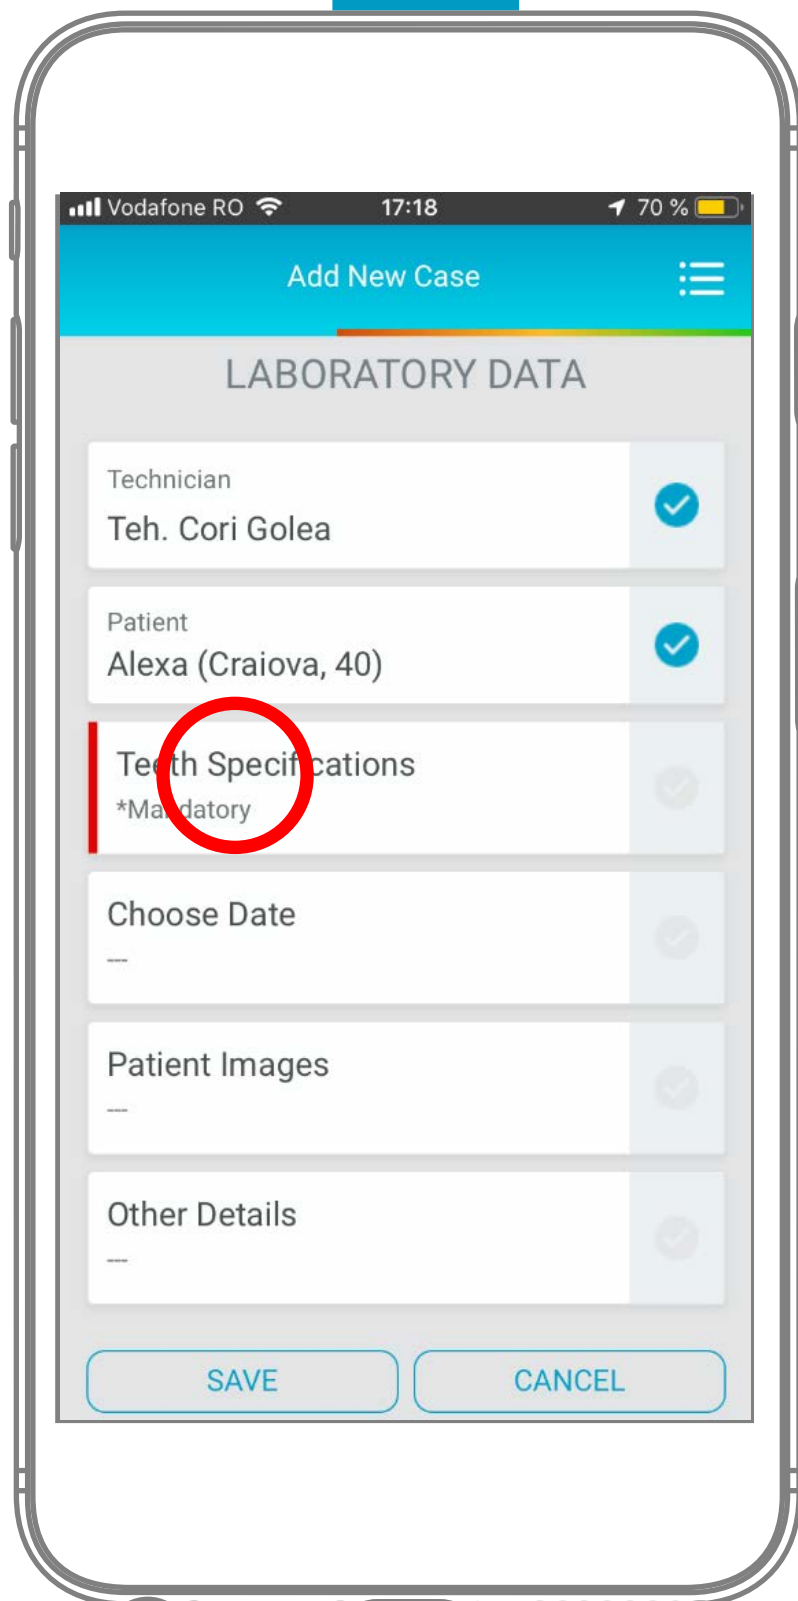 Vodafone RO 17:18 70 %
Add New Case
LABORATORY DATA
Technician
Teh. Cori Golea
Patient
Alexa (Craiova, 40)
Teeth Specifications
*Mandatory
Choose Date
---
Patient Images
---
Other Details
---
SAVE CANCEL